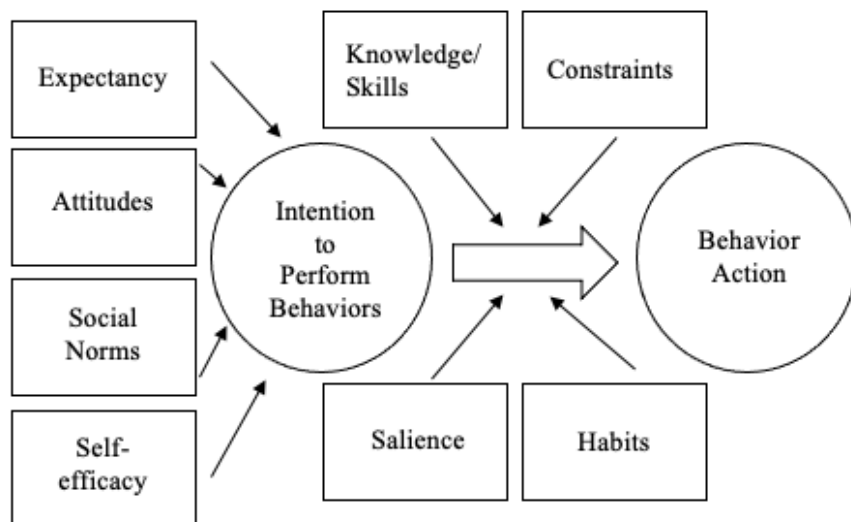 Expectancy
Attitudes
Social
Norms
Self-
efficacy
Intention
to
Perform
Behaviors
Knowledge/
Skills
Constraints
Salience
Habits
Behavior
Action